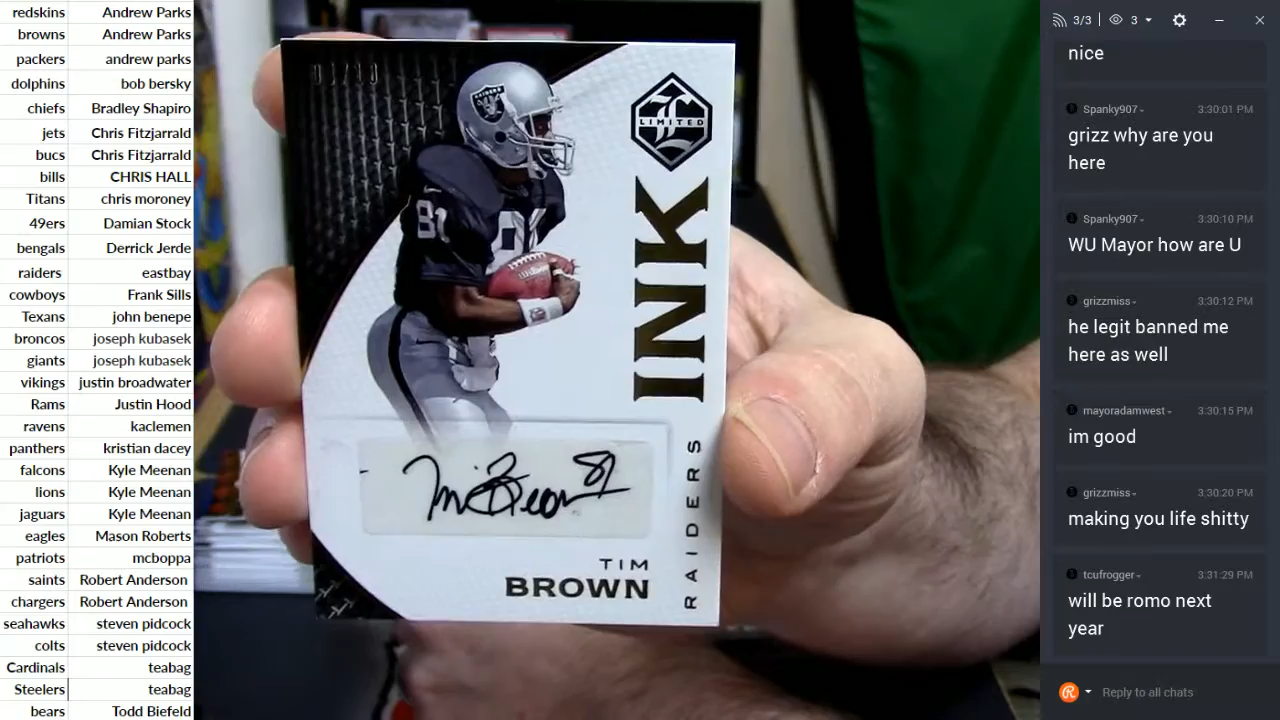 redskins Andrew Parks
browns Andrew Parks
packers andrew parks
dolphins bob bersky
chiefs Bradley Shapiro
jets Chris Fitzjarrald
bucs Chris Fitzjarrald
bills CHRIS HALL
Titans chris moroney
49ers Damian Stock
bengals Derrick Jerde
raiders eastbay
cowboys Frank Sills
Texans john benepe
broncos joseph kubasek
giants joseph kubasek
vikings justin broadwater
Rams Justin Hood
ravens kaclemen
panthers kristian dacey
falcons Kyle Meenan
lions Kyle Meenan
jaguars Kyle Meenan
eagles Mason Roberts
patriots mcboppa
saints Robert Anderson
chargers Robert Anderson
seahawks steven pidcock
colts steven pidcock
Cardinals teabag
Steelers teabag
bears Todd Biefeld
RAIDERS
81
Wilson
LIMITED
INK
RAIDERS
Tim Brown 81
TIM
BROWN
3/3 3
nice
Spanky907 3:30:01 PM
grizz why are you
here
Spanky907 3:30:10 PM
WU Mayor how are U
grizzmiss 3:30:12 PM
he legit banned me
here as well
mayoradamwest 3:30:15 PM
im good
grizzmiss 3:30:20 PM
making you life shitty
tcufrogger 3:31:29 PM
will be romo next
year
Reply to all chats